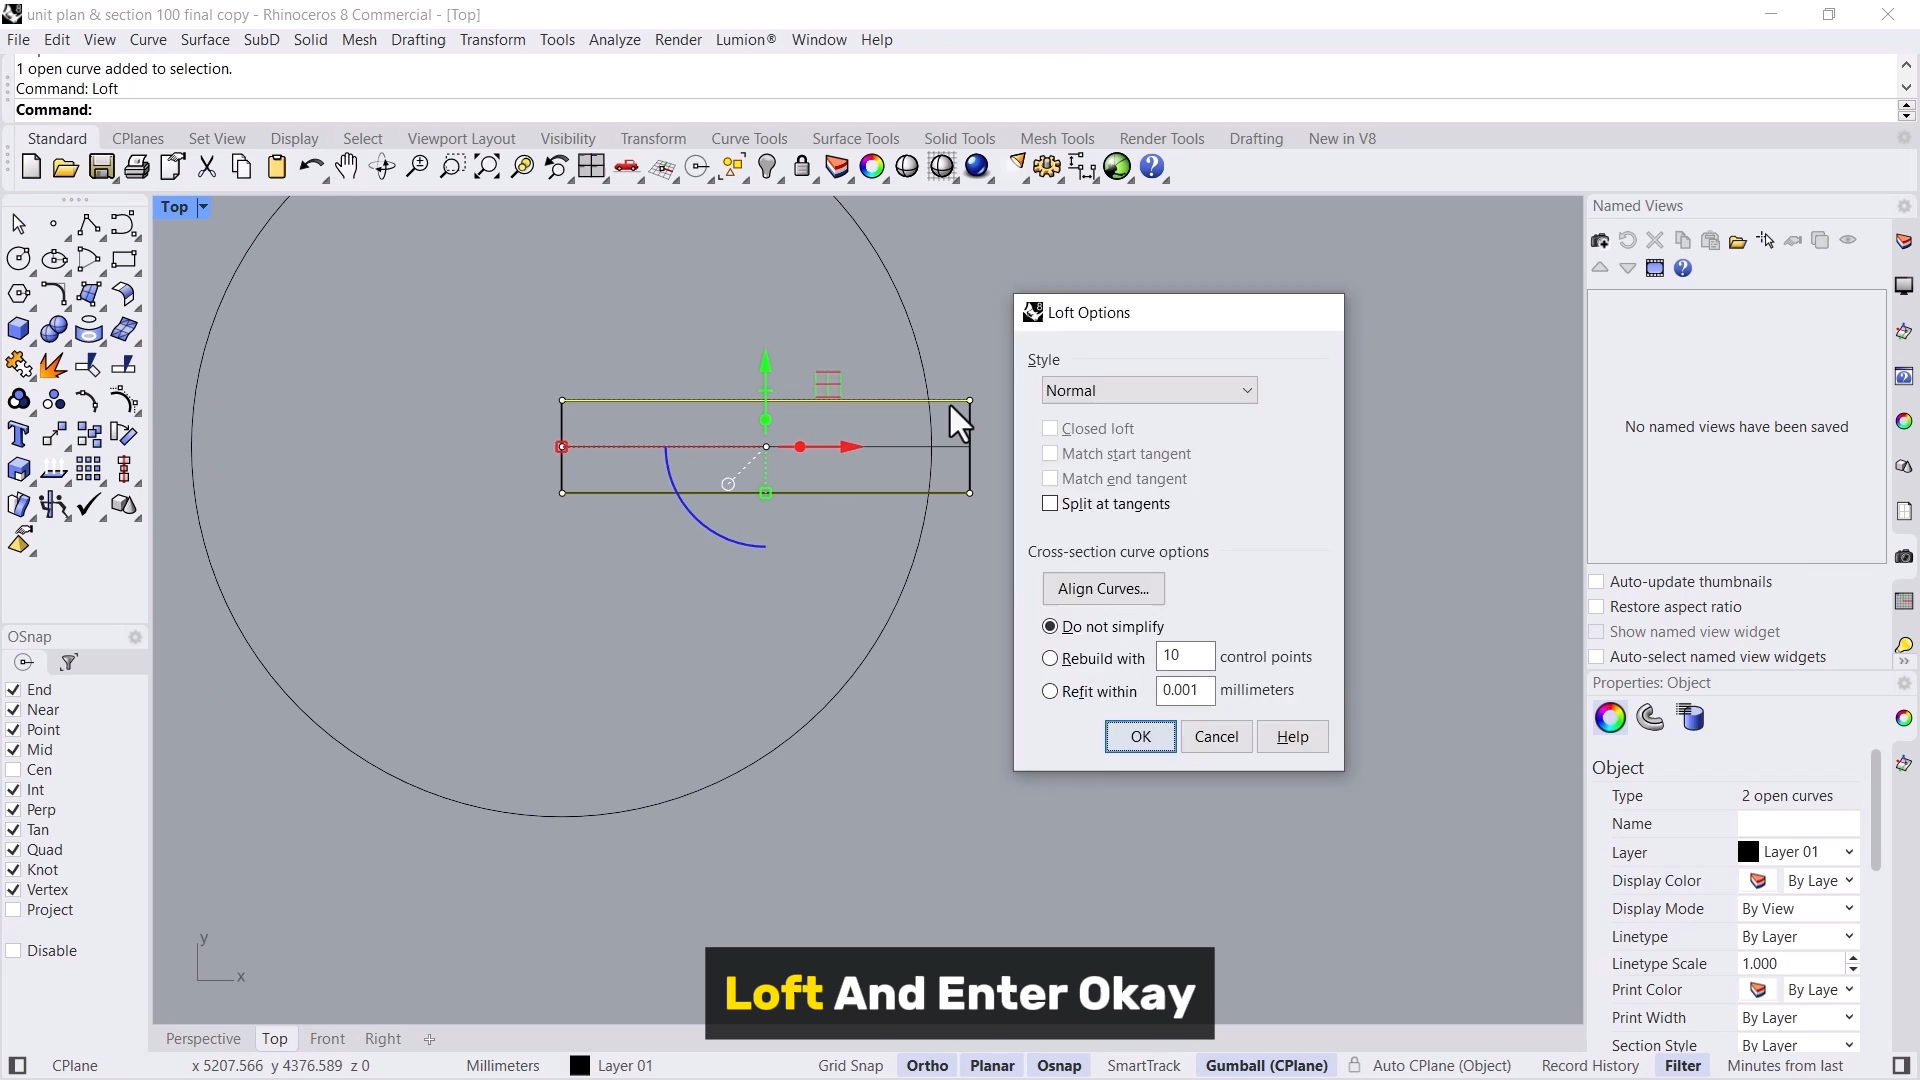 unit plan & section 100 final copy - Rhinoceros 8 Commercial - [Top]
File Edit View Curve Surface SubD Solid Mesh Drafting Transform Tools Analyze Render Lumion® Window Help
1 open curve added to selection.
Command: Loft
Command:
Standard CPlanes Set View Display Select Viewport Layout Visibility Transform Curve Tools Surface Tools Solid Tools Mesh Tools Render Tools Drafting New in V8
Top
Named Views
No named views have been saved
Auto-update thumbnails
Restore aspect ratio
Show named view widget
Auto-select named view widgets
Loft Options
Style
Normal
Closed loft
Match start tangent
Match end tangent
Split at tangents
Cross-section curve options
Align Curves...
Do not simplify
Rebuild with 10 control points
Refit within 0.001 millimeters
OK Cancel Help
OSnap
End
Near
Point
Mid
Cen
Int
Perp
Tan
Quad
Knot
Vertex
Project
Disable
Properties: Object
Object
Type 2 open curves
Name
Layer Layer 01
Display Color By Laye
Display Mode By View
Linetype By Layer
Linetype Scale 1.000
Print Color By Laye
Print Width By Layer
Section Style By Layer
y
x
Loft And Enter Okay
Perspective Top Front Right
CPlane x 5207.566 y 4376.589 z 0 Millimeters Layer 01 Grid Snap Ortho Planar Osnap SmartTrack Gumball (CPlane) Auto CPlane (Object) Record History Filter Minutes from last